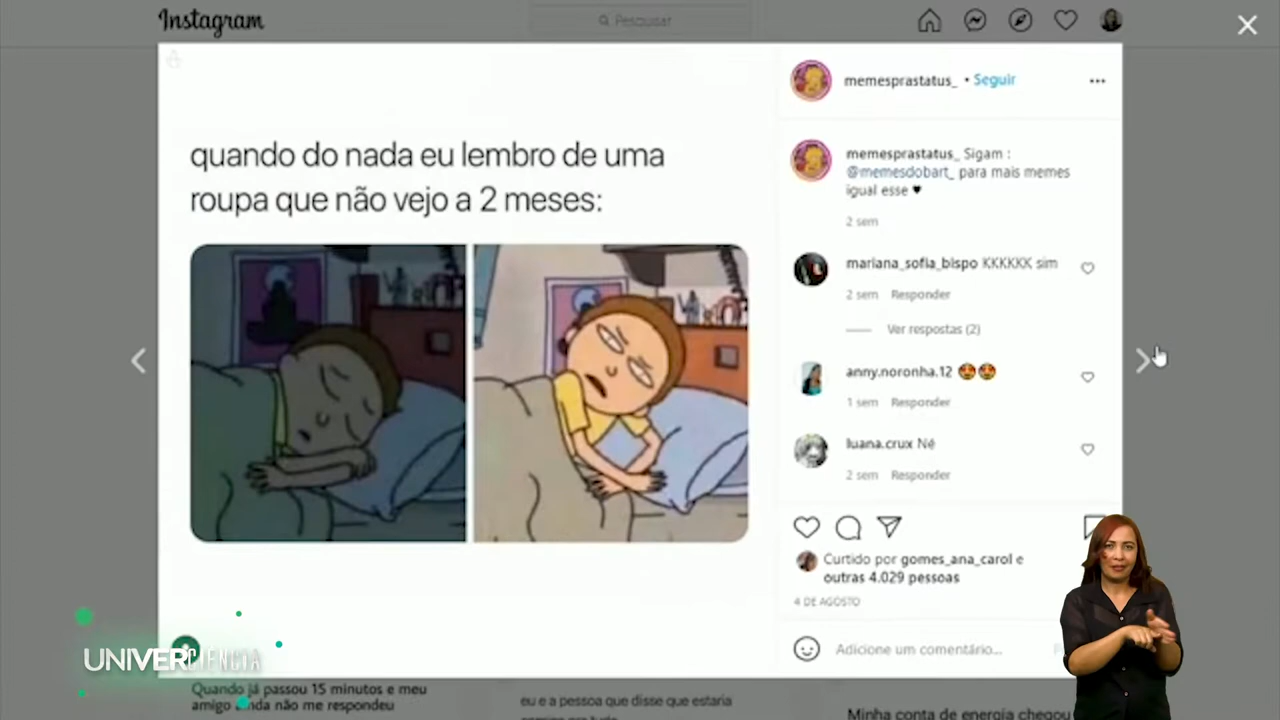 Instagram
Pesquisar
memesprastatus_ • Seguir
quando do nada eu lembro de uma
roupa que não vejo a 2 meses:
memesprastatus_ Sigam :
@memesdobart_ para mais memes
igual esse ♥
2 sem
mariana_sofia_bispo KKKKKK sim
2 sem Responder
Ver respostas (2)
anny.noronha.12 😍😍
1 sem Responder
luana.crux Né
2 sem Responder
Curtido por gomes_ana_carol e
outras 4.029 pessoas
4 DE AGOSTO
Adicione um comentário...
UNIVERCIÊNCIA
Quando já passou 15 minutos e meu
amigo ainda não me respondeu
eu e a pessoa que disse que estaria
Minha conta de energia chegou